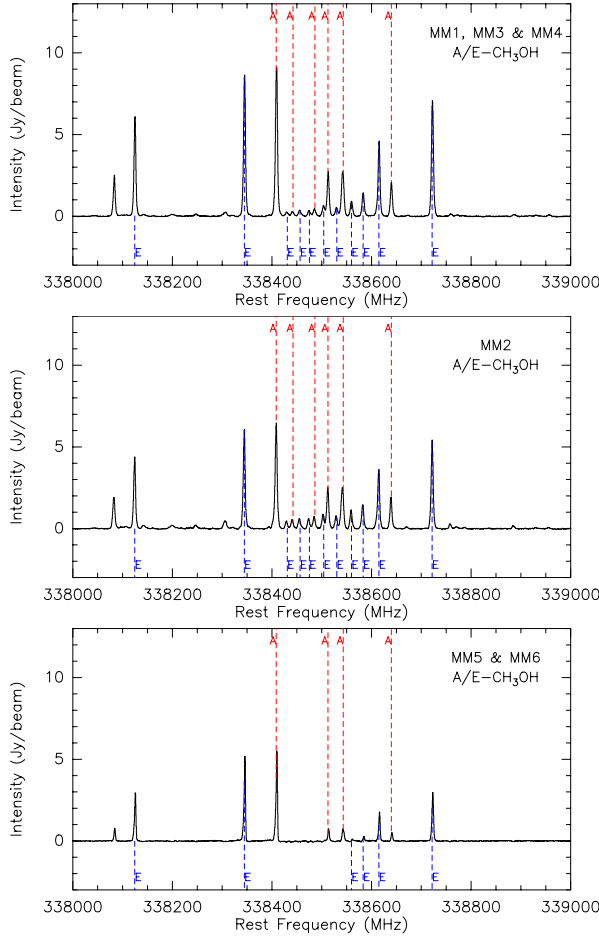 A A A A A A
MM1, MM3 & MM4
A/E-CH₃OH
10
5
0
Intensity (Jy/beam)
E E E E E E E E E E E
338000 338200 338400 338600 338800 339000
Rest Frequency (MHz)
A A A A A A
MM2
A/E-CH₃OH
10
5
0
Intensity (Jy/beam)
E E E E E E E E E E E
338000 338200 338400 338600 338800 339000
Rest Frequency (MHz)
A A A A
MM5 & MM6
A/E-CH₃OH
10
5
0
Intensity (Jy/beam)
E E E E E E
338000 338200 338400 338600 338800 339000
Rest Frequency (MHz)